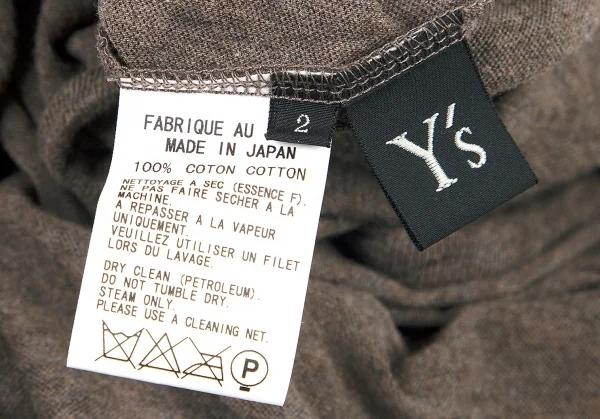 FABRIQUE AU
MADE IN JAPAN
100% COTON COTTON
NETTOYAGE A SEC (ESSENCE F).
NE PAS FAIRE SECHER A LA
MACHINE.
A REPASSER A LA VAPEUR
UNIQUEMENT.
VEUILLEZ UTILISER UN FILET
LORS DU LAVAGE.
DRY CLEAN (PETROLEUM).
DO NOT TUMBLE DRY.
STEAM ONLY.
PLEASE USE A CLEANING NET.
P
2
Y's